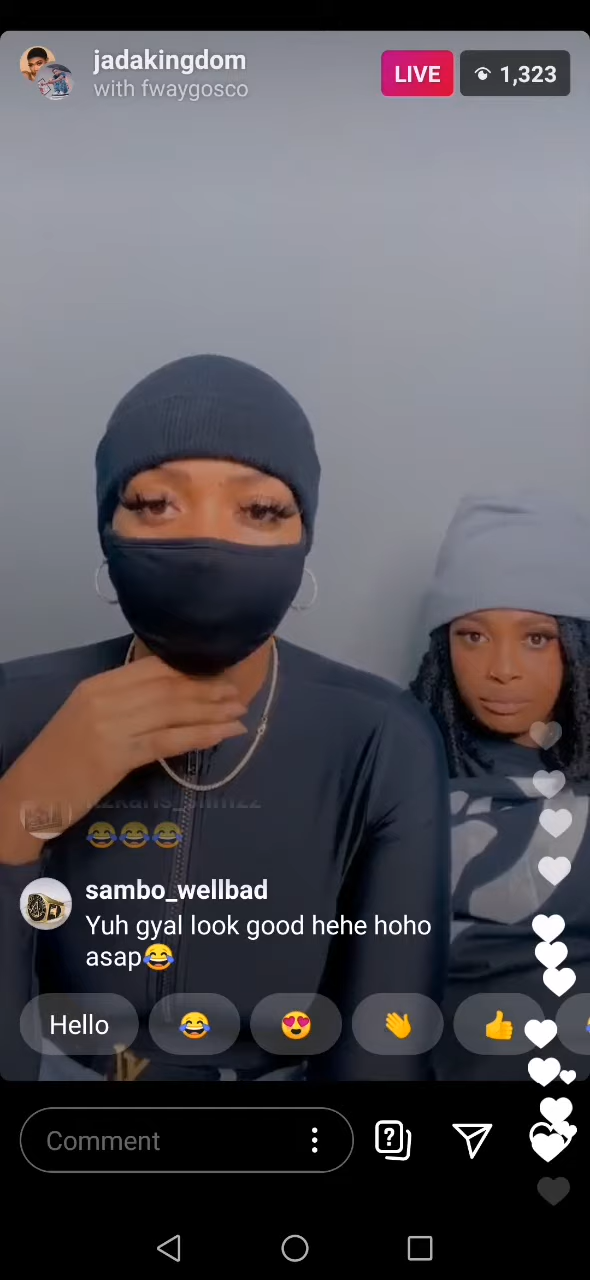 jadakingdom
with fwaygosco
LIVE
1,323
😂😂😂
sambo_wellbad
Yuh gyal look good hehe hoho
asap😂
Hello
Comment